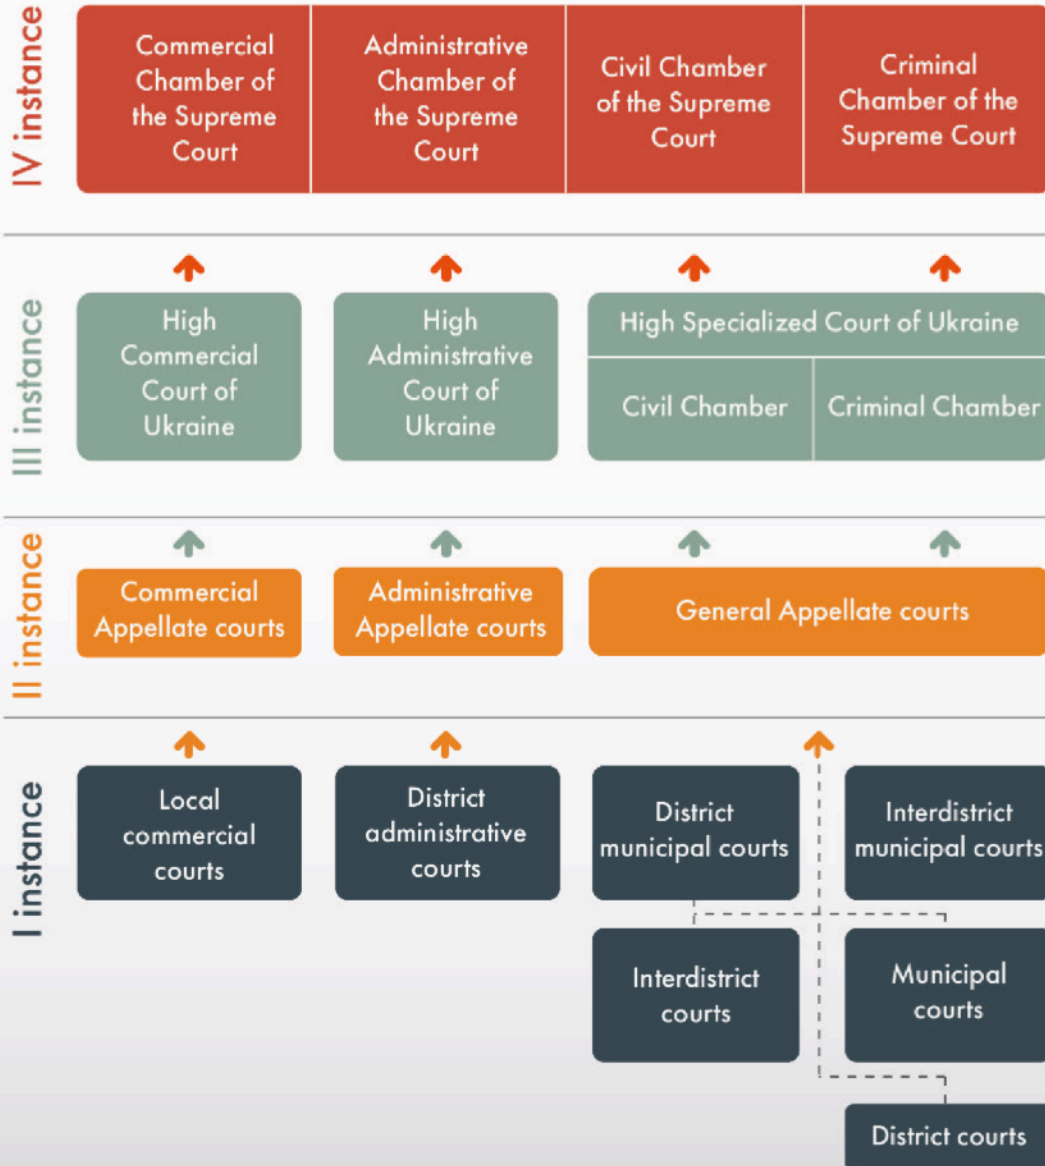 IV instance
Commercial
Chamber of
the Supreme
Court
Administrative
Chamber of
the Supreme
Court
Civil Chamber
of the Supreme
Court
Criminal
Chamber of the
Supreme Court
III instance
High
Commercial
Court of
Ukraine
High
Administrative
Court of
Ukraine
High Specialized Court of Ukraine
Civil Chamber
Criminal Chamber
II instance
Commercial
Appellate courts
Administrative
Appellate courts
General Appellate courts
I instance
Local
commercial
courts
District
administrative
courts
District
municipal courts
Interdistrict
municipal courts
Interdistrict
courts
Municipal
courts
District courts